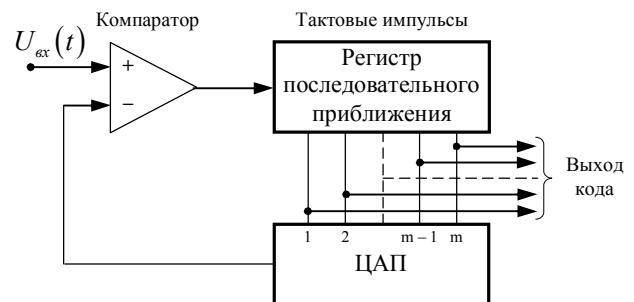 Компаратор
Тактовые импульсы
U_вх(t)
+
−
Регистр
последовательного
приближения
Выход
кода
1 2 m – 1 m
ЦАП